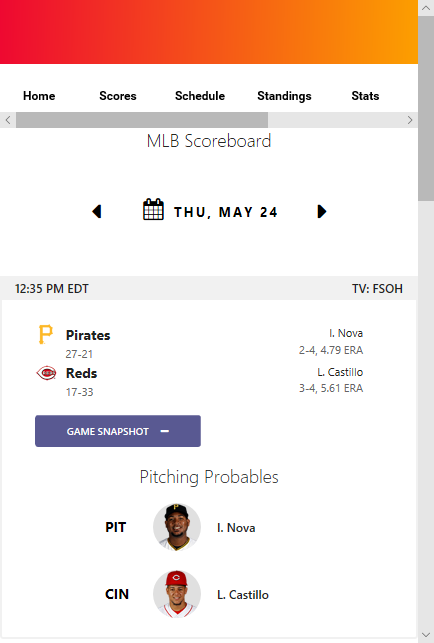 Home Scores Schedule Standings Stats
MLB Scoreboard
THU, MAY 24
12:35 PM EDT TV: FSOH
Pirates I. Nova
27-21 2-4, 4.79 ERA
Reds L. Castillo
17-33 3-4, 5.61 ERA
GAME SNAPSHOT −
Pitching Probables
PIT I. Nova
CIN L. Castillo